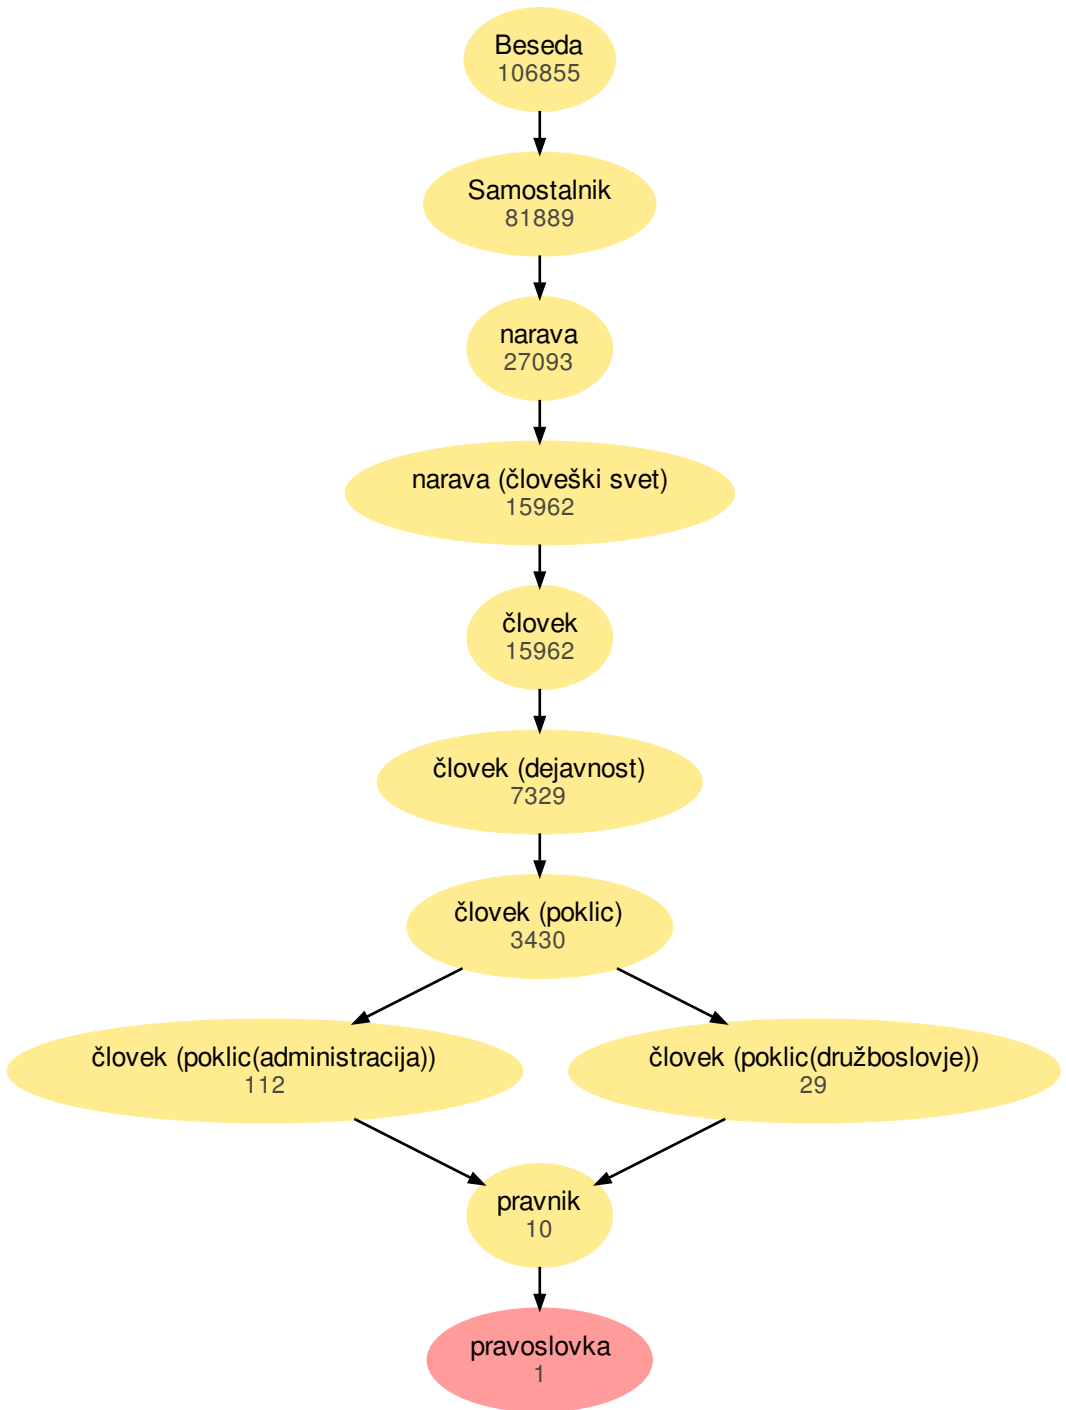 Beseda
106855
Samostalnik
81889
narava
27093
narava (človeški svet)
15962
človek
15962
človek (dejavnost)
7329
človek (poklic)
3430
človek (poklic(administracija))
112
človek (poklic(družboslovje))
29
pravnik
10
pravoslovka
1